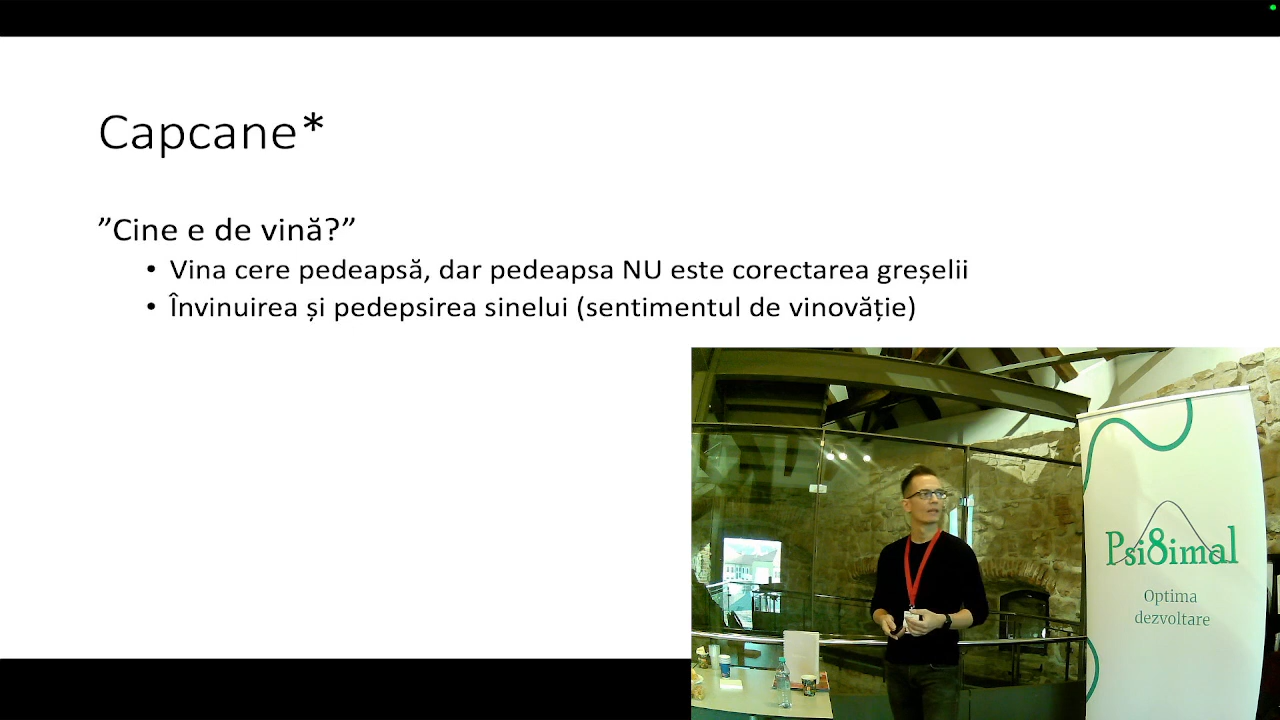 Capcane*
”Cine e de vină?”
• Vina cere pedeapsă, dar pedeapsa NU este corectarea greșelii
• Învinuirea și pedepsirea sinelui (sentimentul de vinovăție)
Psi8imal
Optima
dezvoltare